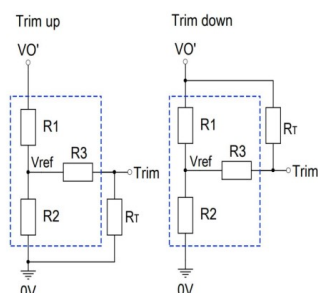 Trim up
VO'
R1
R3
Vref
Trim
R2
RT
0V
Trim down
VO'
R1
RT
R3
Vref
Trim
R2
0V